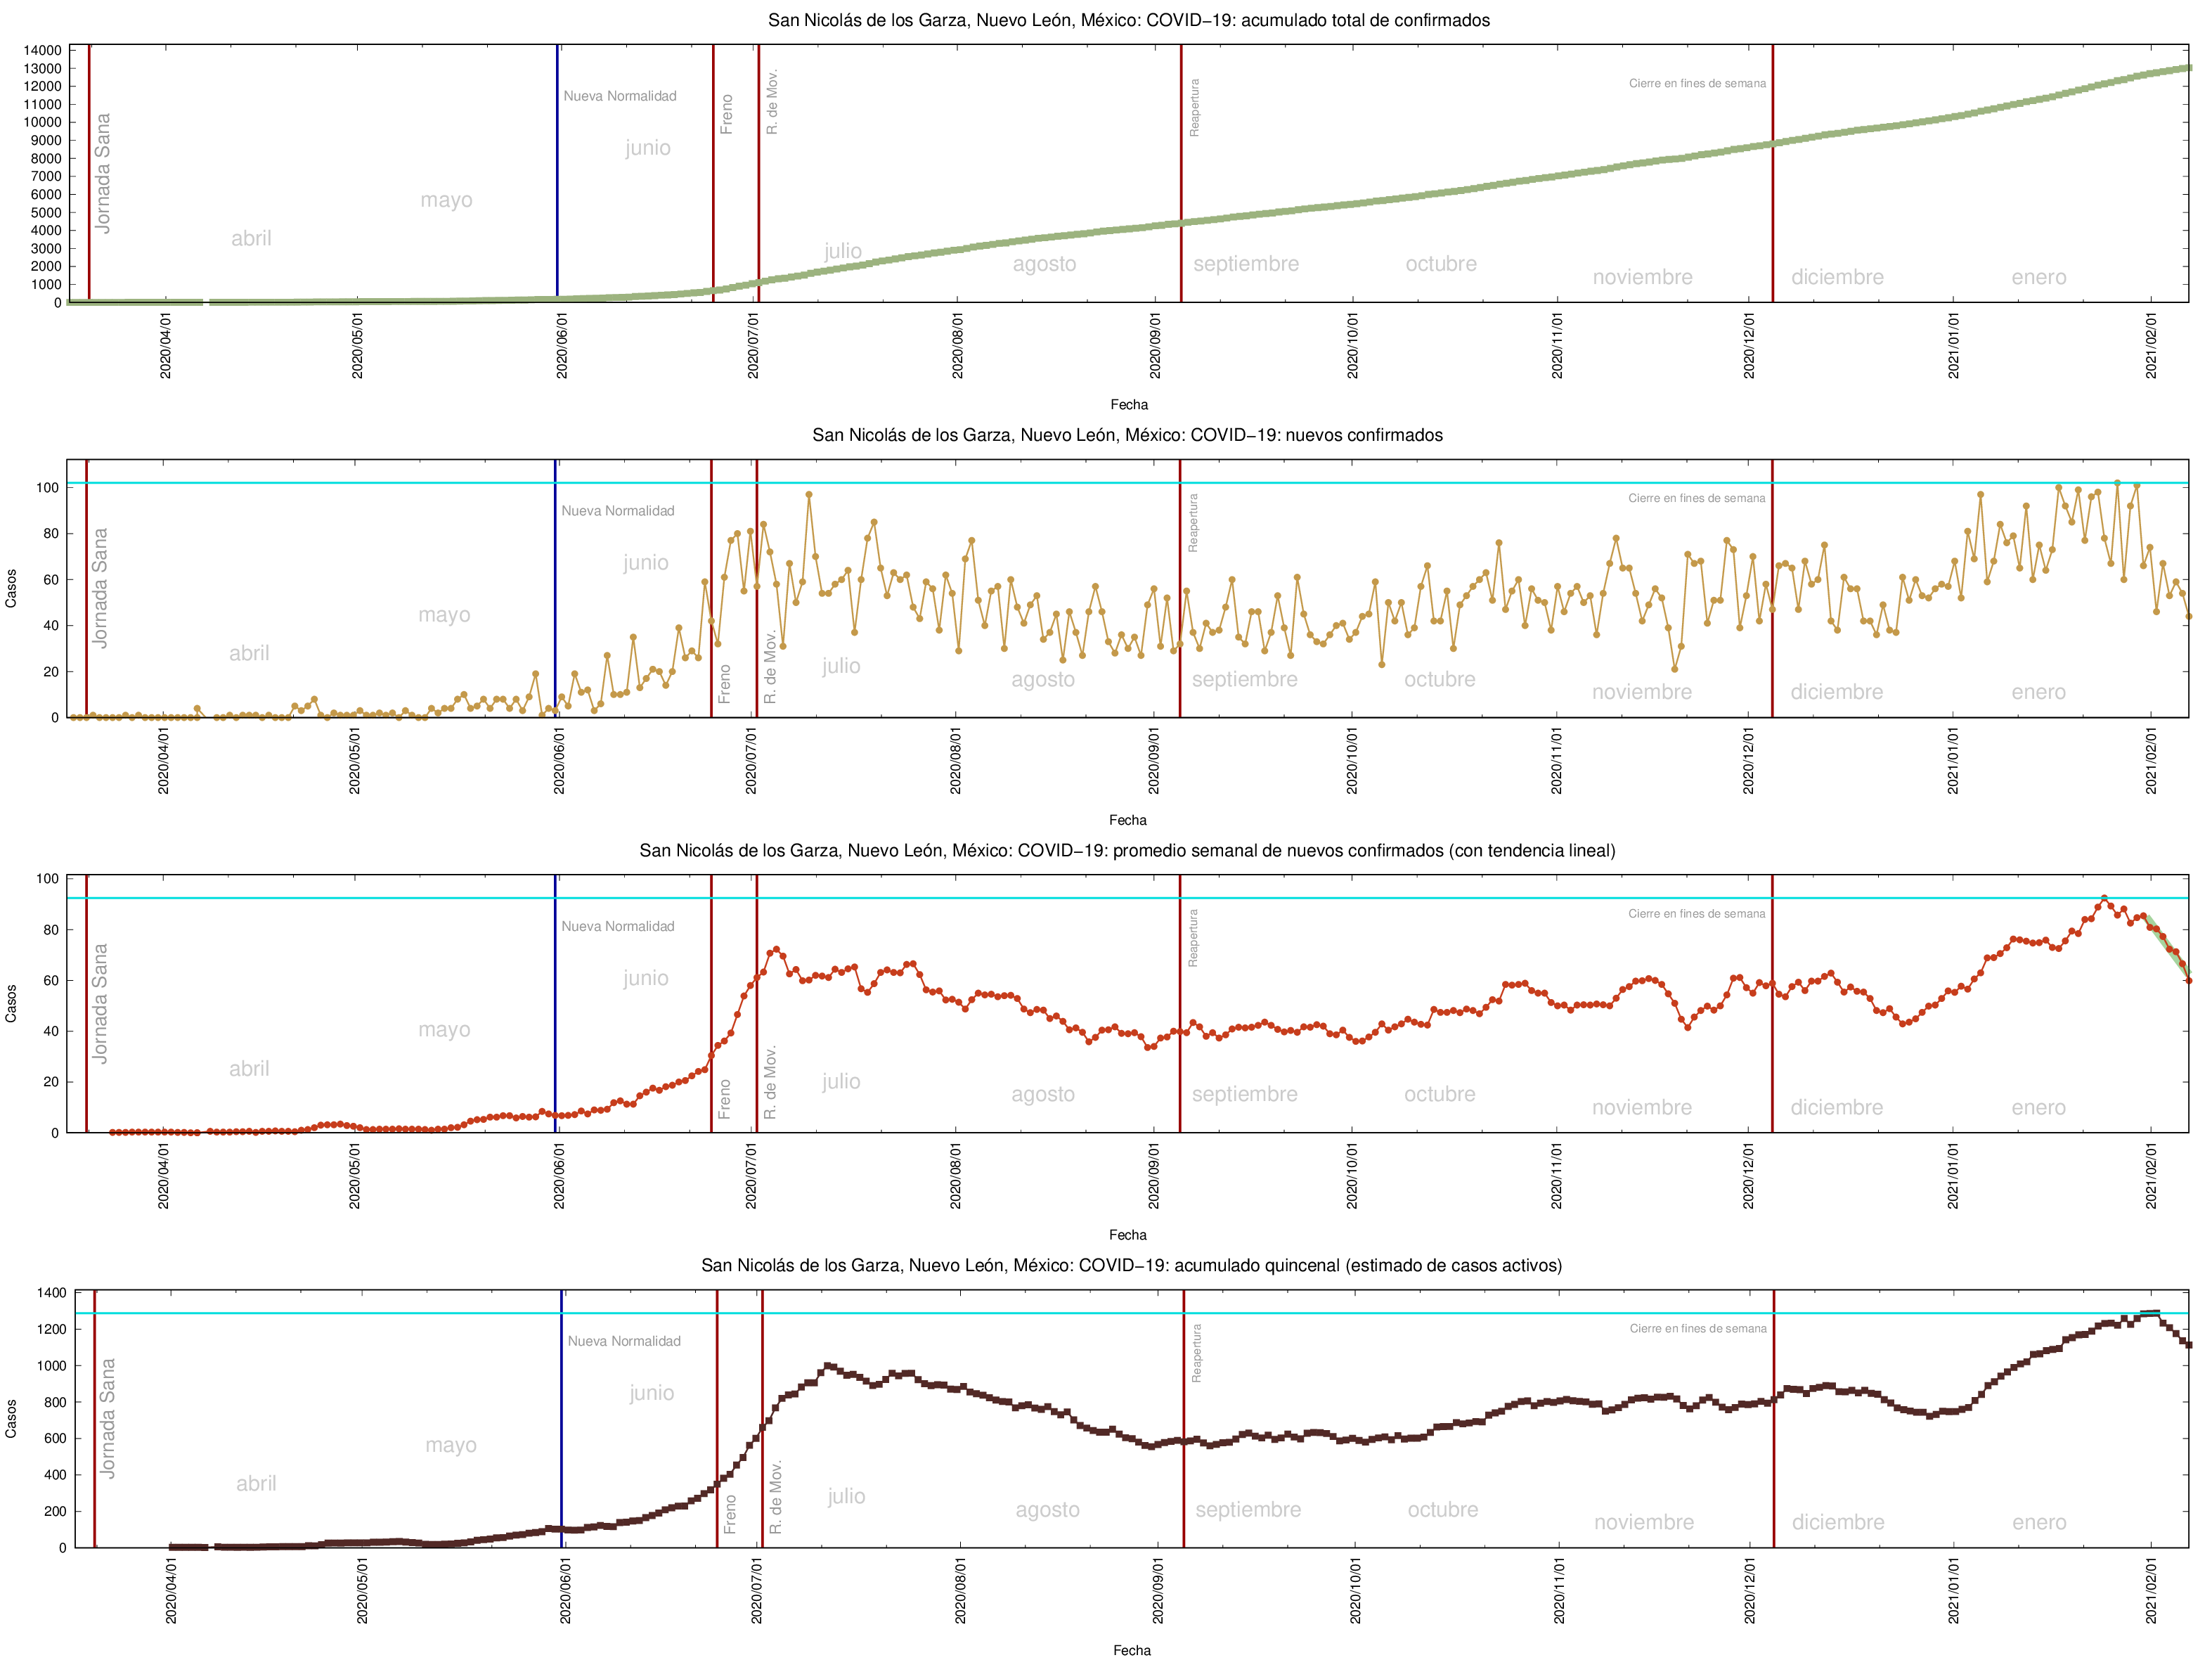 San Nicolás de los Garza, Nuevo León, México: COVID−19: acumulado total de confirmados
14000
13000
12000
11000
10000
9000
8000
7000
6000
5000
4000
3000
2000
1000
0
Jornada Sana
abril
mayo
Nueva Normalidad
junio
Freno
R. de Mov.
julio
agosto
Reapertura
septiembre
octubre
noviembre
Cierre en fines de semana
diciembre
enero
2020/04/01
2020/05/01
2020/06/01
2020/07/01
2020/08/01
2020/09/01
2020/10/01
2020/11/01
2020/12/01
2021/01/01
2021/02/01
Fecha
San Nicolás de los Garza, Nuevo León, México: COVID−19: nuevos confirmados
Casos
100
80
60
40
20
0
Jornada Sana
abril
mayo
Nueva Normalidad
junio
Freno
R. de Mov.
julio
agosto
Reapertura
septiembre
octubre
noviembre
Cierre en fines de semana
diciembre
enero
2020/04/01
2020/05/01
2020/06/01
2020/07/01
2020/08/01
2020/09/01
2020/10/01
2020/11/01
2020/12/01
2021/01/01
2021/02/01
Fecha
San Nicolás de los Garza, Nuevo León, México: COVID−19: promedio semanal de nuevos confirmados (con tendencia lineal)
Casos
100
80
60
40
20
0
Jornada Sana
abril
mayo
Nueva Normalidad
junio
Freno
R. de Mov.
julio
agosto
Reapertura
septiembre
octubre
noviembre
Cierre en fines de semana
diciembre
enero
2020/04/01
2020/05/01
2020/06/01
2020/07/01
2020/08/01
2020/09/01
2020/10/01
2020/11/01
2020/12/01
2021/01/01
2021/02/01
Fecha
San Nicolás de los Garza, Nuevo León, México: COVID−19: acumulado quincenal (estimado de casos activos)
Casos
1400
1200
1000
800
600
400
200
0
Jornada Sana
abril
mayo
Nueva Normalidad
junio
Freno
R. de Mov.
julio
agosto
Reapertura
septiembre
octubre
noviembre
Cierre en fines de semana
diciembre
enero
2020/04/01
2020/05/01
2020/06/01
2020/07/01
2020/08/01
2020/09/01
2020/10/01
2020/11/01
2020/12/01
2021/01/01
2021/02/01
Fecha